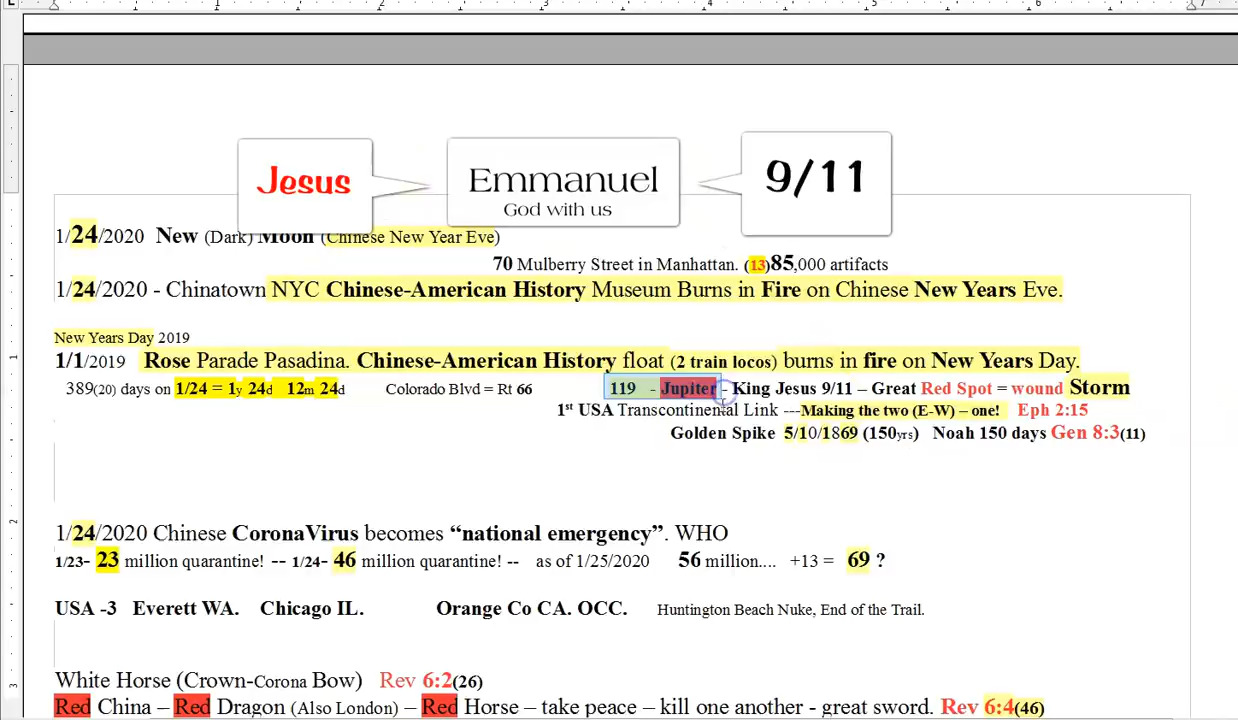 Jesus
Emmanuel
God with us
9/11
1/24/2020 New (Dark) Moon (Chinese New Year Eve)
70 Mulberry Street in Manhattan. (13)85,000 artifacts
1/24/2020 - Chinatown NYC Chinese-American History Museum Burns in Fire on Chinese New Years Eve.
New Years Day 2019
1/1/2019 Rose Parade Pasadina. Chinese-American History float (2 train locos) burns in fire on New Years Day.
389(20) days on 1/24 = 1y 24d 12m 24d Colorado Blvd = Rt 66 119 - Jupiter - King Jesus 9/11 – Great Red Spot = wound Storm
1st USA Transcontinental Link ---Making the two (E-W) – one! Eph 2:15
Golden Spike 5/10/1869 (150yrs) Noah 150 days Gen 8:3(11)
1/24/2020 Chinese CoronaVirus becomes “national emergency”. WHO
1/23- 23 million quarantine! -- 1/24- 46 million quarantine! -- as of 1/25/2020 56 million.... +13 = 69 ?
USA -3 Everett WA. Chicago IL. Orange Co CA. OCC. Huntington Beach Nuke, End of the Trail.
White Horse (Crown-Corona Bow) Rev 6:2(26)
Red China – Red Dragon (Also London) – Red Horse – take peace – kill one another - great sword. Rev 6:4(46)